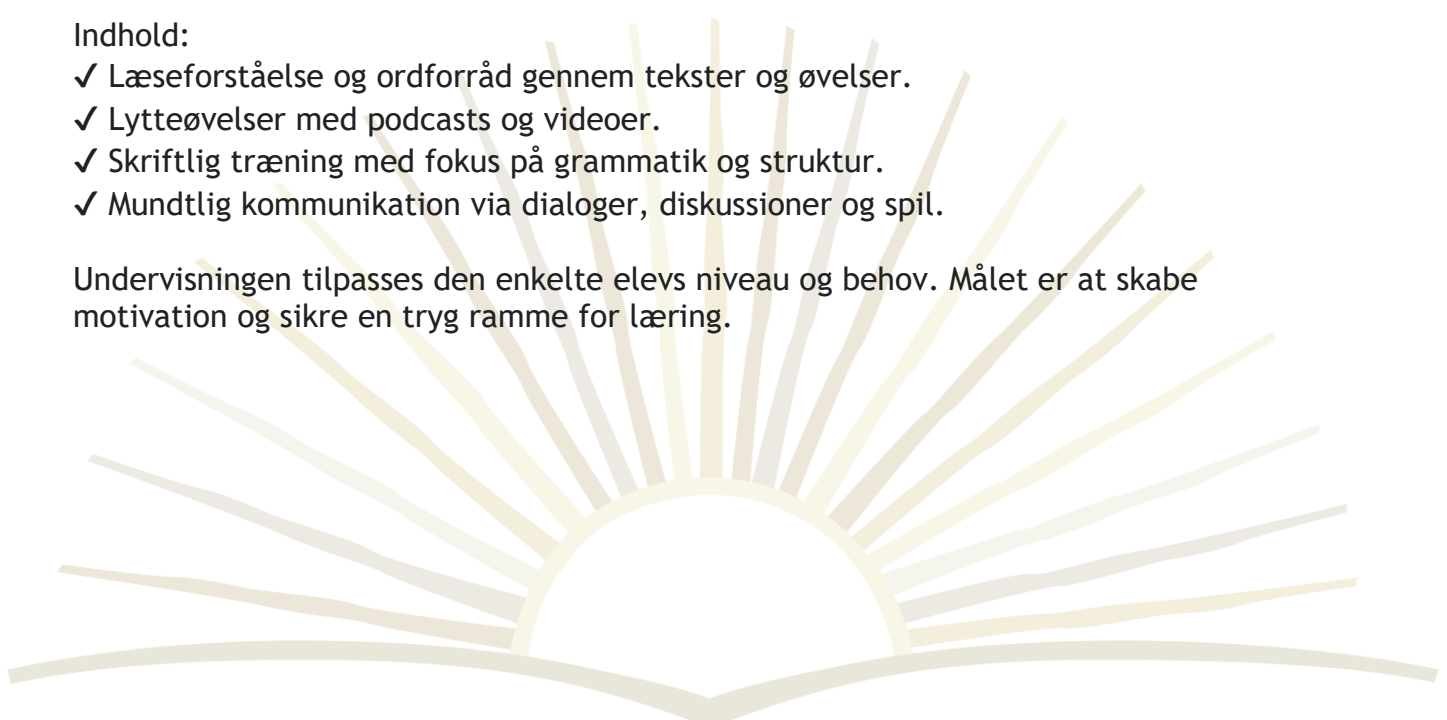 Indhold:
✓ Læseforståelse og ordforråd gennem tekster og øvelser.
✓ Lytteøvelser med podcasts og videoer.
✓ Skriftlig træning med fokus på grammatik og struktur.
✓ Mundtlig kommunikation via dialoger, diskussioner og spil.
Undervisningen tilpasses den enkelte elevs niveau og behov. Målet er at skabe
motivation og sikre en tryg ramme for læring.